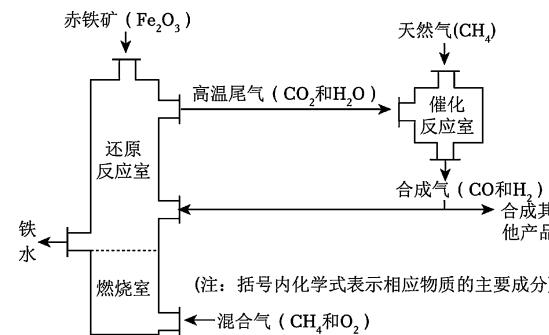 赤铁矿（Fe₂O₃）
天然气(CH₄)
高温尾气（CO₂和H₂O）
催化
反应室
还原
反应室
合成气（CO和H₂）
合成其
他产品
铁
水
燃烧室
(注：括号内化学式表示相应物质的主要成分)
混合气（CH₄和O₂）